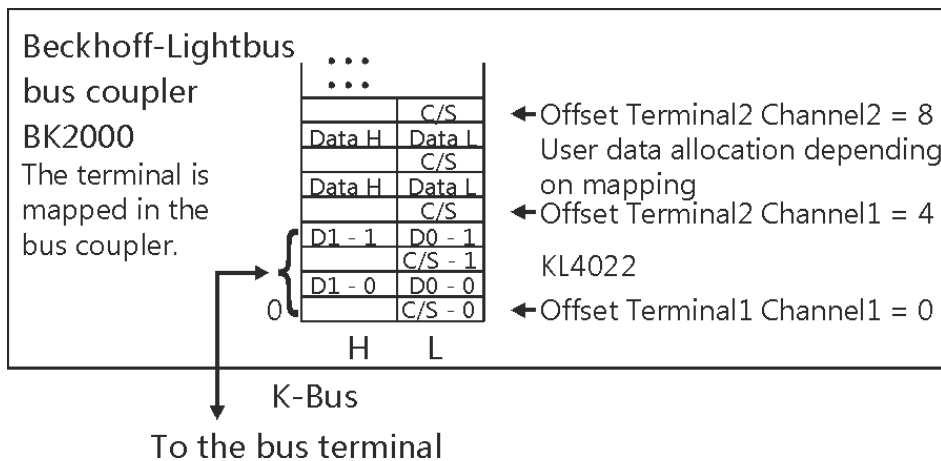 Beckhoff-Lightbus
bus coupler
BK2000
The terminal is
mapped in the
bus coupler.
C/S
Data H Data L
C/S
Data H Data L
C/S
D1 - 1 D0 - 1
C/S - 1
D1 - 0 D0 - 0
0 C/S - 0
H L
Offset Terminal2 Channel2 = 8
User data allocation depending
on mapping
Offset Terminal2 Channel1 = 4
KL4022
Offset Terminal1 Channel1 = 0
K-Bus
To the bus terminal